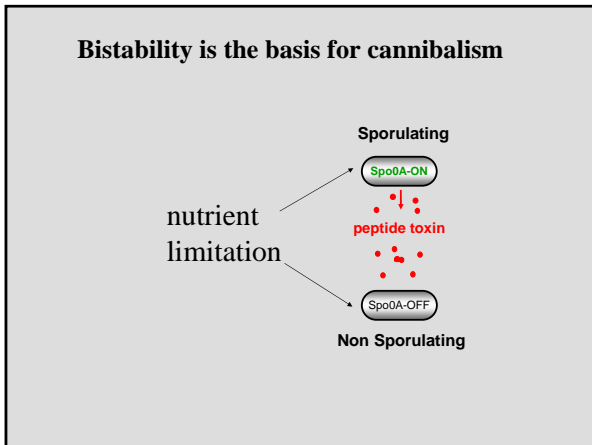 Bistability is the basis for cannibalism
Sporulating
Spo0A-ON
nutrient
limitation
peptide toxin
Spo0A-OFF
Non Sporulating